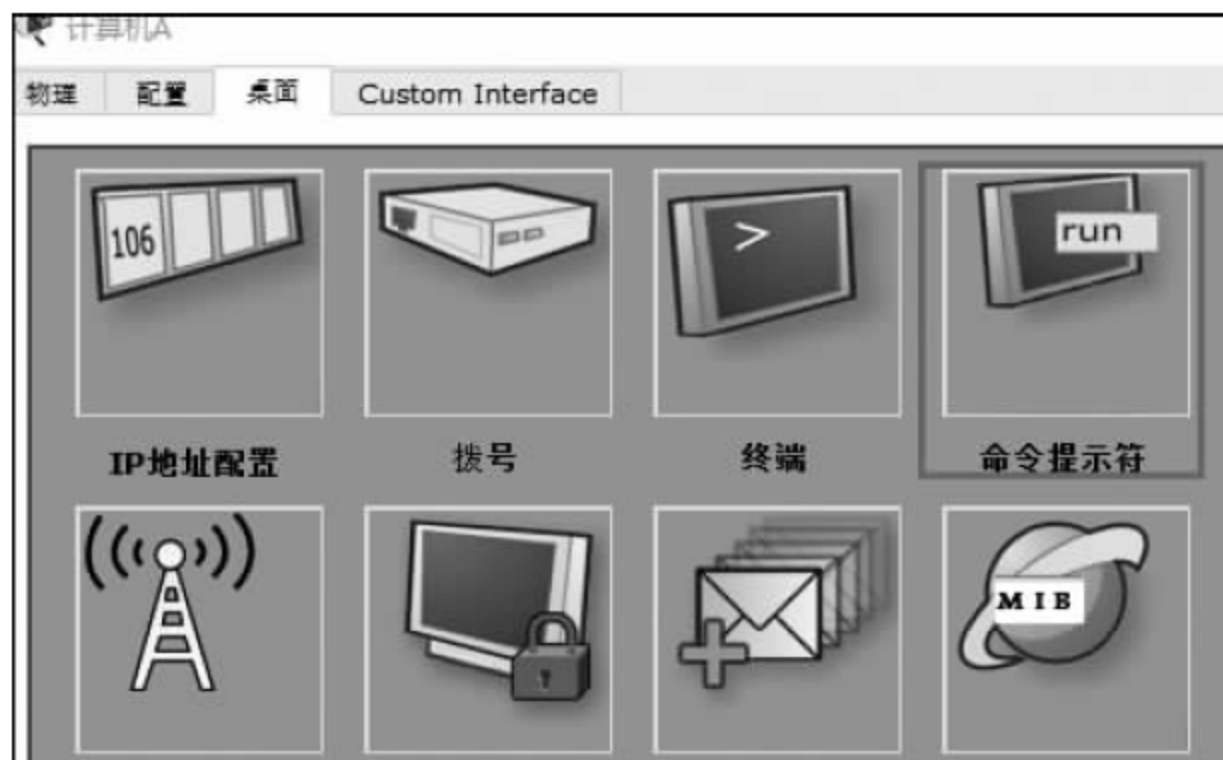 计算机A
物理 配置 桌面 Custom Interface
106
>
run
IP地址配置 拨号 终端 命令提示符
MIB